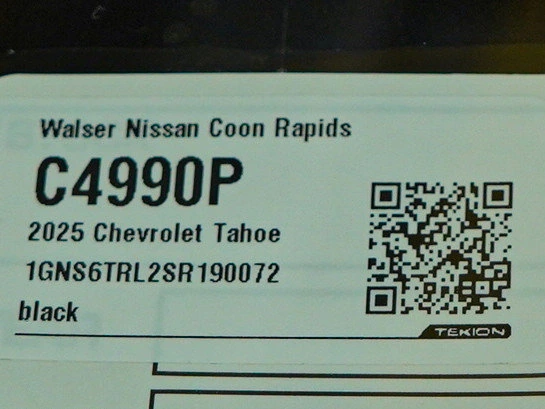 Walser Nissan Coon Rapids
C4990P
2025 Chevrolet Tahoe
1GNS6TRL2SR190072
black
TEKION